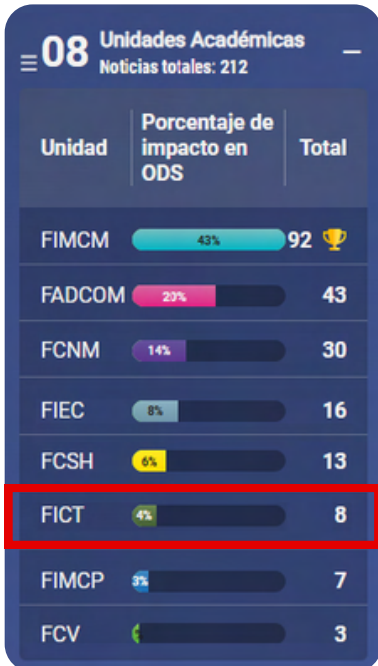 08 Unidades Académicas
Noticias totales: 212
Unidad Porcentaje de impacto en ODS Total
FIMCM 43% 92
FADCOM 20% 43
FCNM 14% 30
FIEC 8% 16
FCSH 6% 13
FICT 4% 8
FIMCP 3% 7
FCV 3